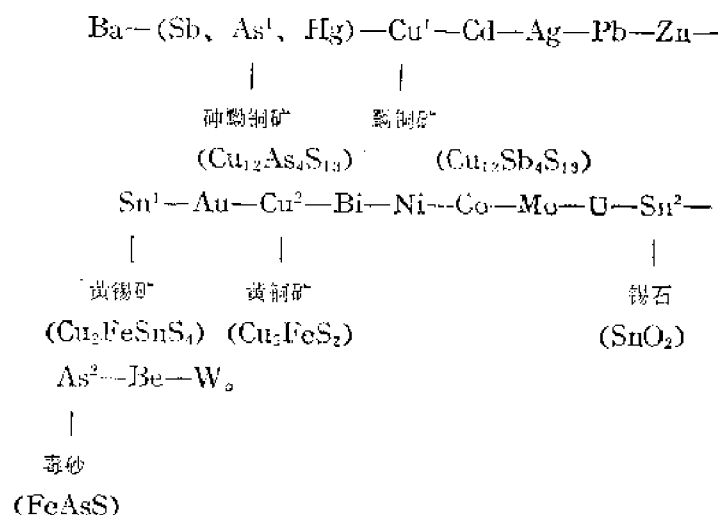 Ba—(Sb、As¹、Hg)—Cu¹—Cd—Ag—Pb—Zn—
砷黝铜矿 黝铜矿
(Cu₁₂As₄S₁₃) (Cu₁₂Sb₄S₁₃)
Sn¹—Au—Cu²—Bi—Ni—Co—Mo—U—Sn²—
黄锡矿 黄铜矿 锡石
(Cu₂FeSnS₄) (Cu₂FeS₂) (SnO₂)
As²—Be—W。
毒砂
(FeAsS)